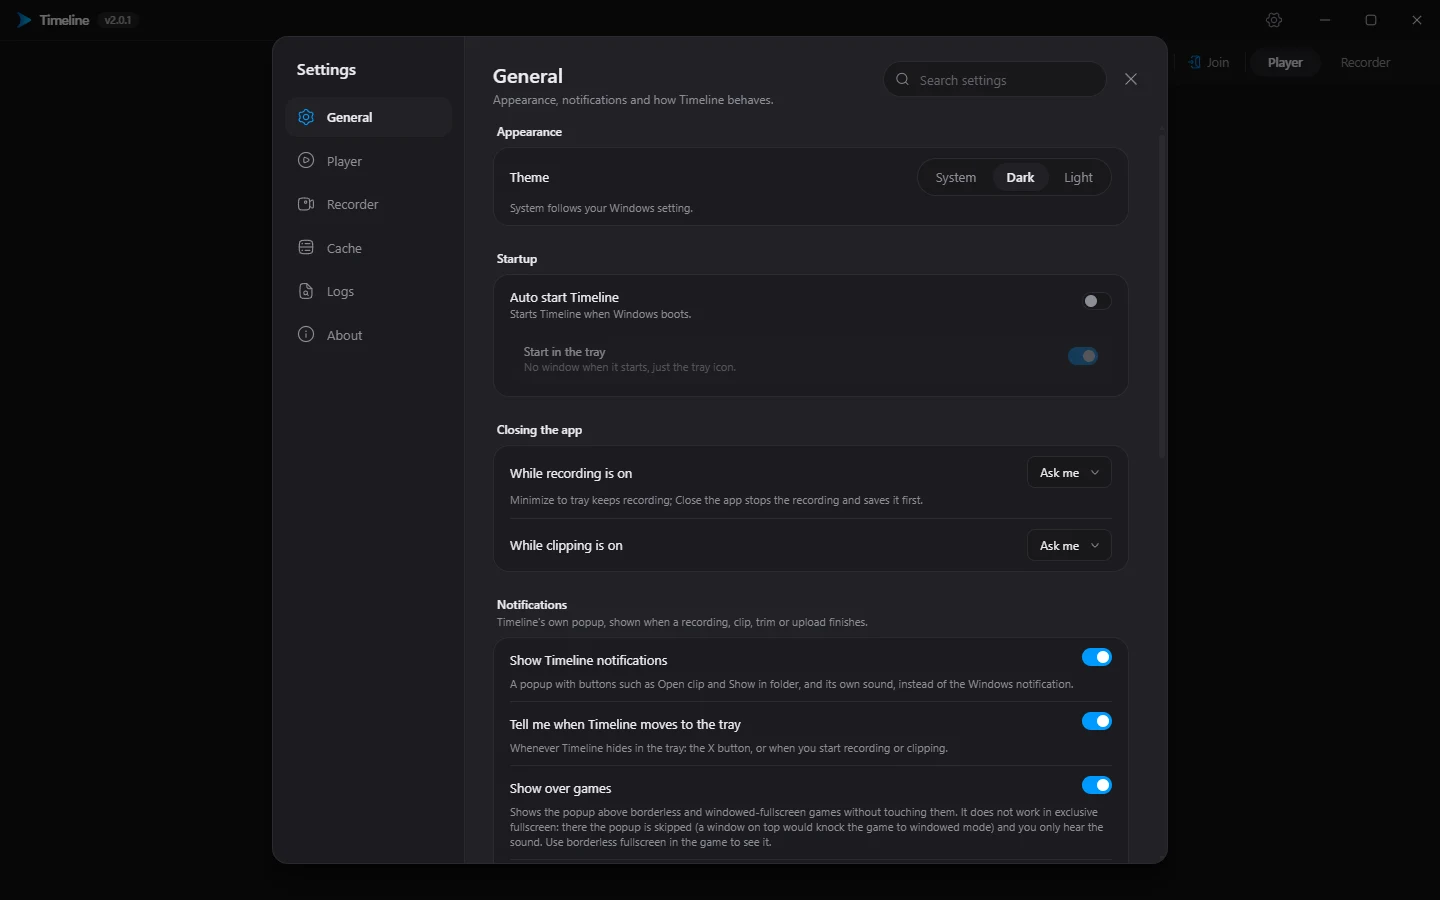 Timeline v2.0.1
Join Player Recorder
Settings
General
Player
Recorder
Cache
Logs
About
General
Appearance, notifications and how Timeline behaves.
Search settings
Appearance
Theme
System Dark Light
System follows your Windows setting.
Startup
Auto start Timeline
Starts Timeline when Windows boots.
Start in the tray
No window when it starts, just the tray icon.
Closing the app
While recording is on
Ask me
Minimize to tray keeps recording; Close the app stops the recording and saves it first.
While clipping is on
Ask me
Notifications
Timeline's own popup, shown when a recording, clip, trim or upload finishes.
Show Timeline notifications
A popup with buttons such as Open clip and Show in folder, and its own sound, instead of the Windows notification.
Tell me when Timeline moves to the tray
Whenever Timeline hides in the tray: the X button, or when you start recording or clipping.
Show over games
Shows the popup above borderless and windowed-fullscreen games without touching them. It does not work in exclusive
fullscreen: there the popup is skipped (a window on top would knock the game to windowed mode) and you only hear the
sound. Use borderless fullscreen in the game to see it.